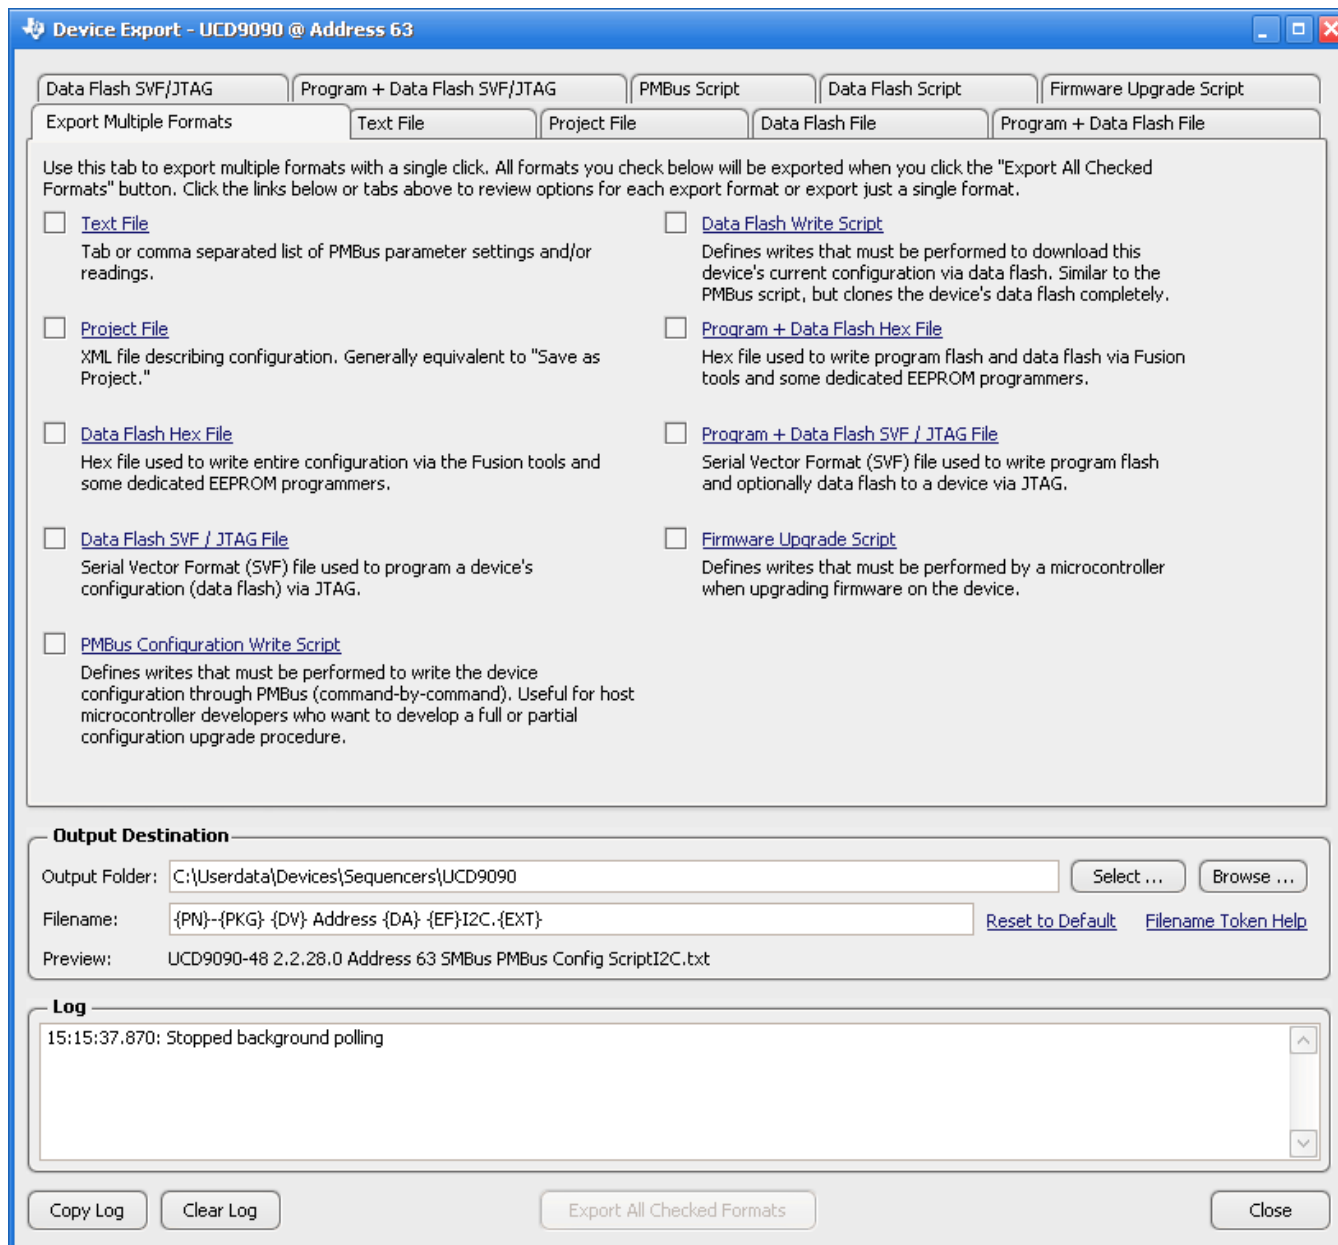 Device Export - UCD9090 @ Address 63
Data Flash SVF/JTAG
Program + Data Flash SVF/JTAG
PMBus Script
Data Flash Script
Firmware Upgrade Script
Export Multiple Formats
Text File
Project File
Data Flash File
Program + Data Flash File
Use this tab to export multiple formats with a single click. All formats you check below will be exported when you click the "Export All Checked
Formats" button. Click the links below or tabs above to review options for each export format or export just a single format.
Text File
Tab or comma separated list of PMBus parameter settings and/or
readings.
Project File
XML file describing configuration. Generally equivalent to "Save as
Project."
Data Flash Hex File
Hex file used to write entire configuration via the Fusion tools and
some dedicated EEPROM programmers.
Data Flash SVF / JTAG File
Serial Vector Format (SVF) file used to program a device's
configuration (data flash) via JTAG.
PMBus Configuration Write Script
Defines writes that must be performed to write the device
configuration through PMBus (command-by-command). Useful for host
microcontroller developers who want to develop a full or partial
configuration upgrade procedure.
Data Flash Write Script
Defines writes that must be performed to download this
device's current configuration via data flash. Similar to the
PMBus script, but clones the device's data flash completely.
Program + Data Flash Hex File
Hex file used to write program flash and data flash via Fusion
tools and some dedicated EEPROM programmers.
Program + Data Flash SVF / JTAG File
Serial Vector Format (SVF) file used to write program flash
and optionally data flash to a device via JTAG.
Firmware Upgrade Script
Defines writes that must be performed by a microcontroller
when upgrading firmware on the device.
Output Destination
Output Folder: C:\Userdata\Devices\Sequencers\UCD9090 Select ... Browse ...
Filename: {PN}-{PKG} {DV} Address {DA} {EF}I2C.{EXT} Reset to Default Filename Token Help
Preview: UCD9090-48 2.2.28.0 Address 63 SMBus PMBus Config ScriptI2C.txt
Log
15:15:37.870: Stopped background polling
Copy Log Clear Log Export All Checked Formats Close